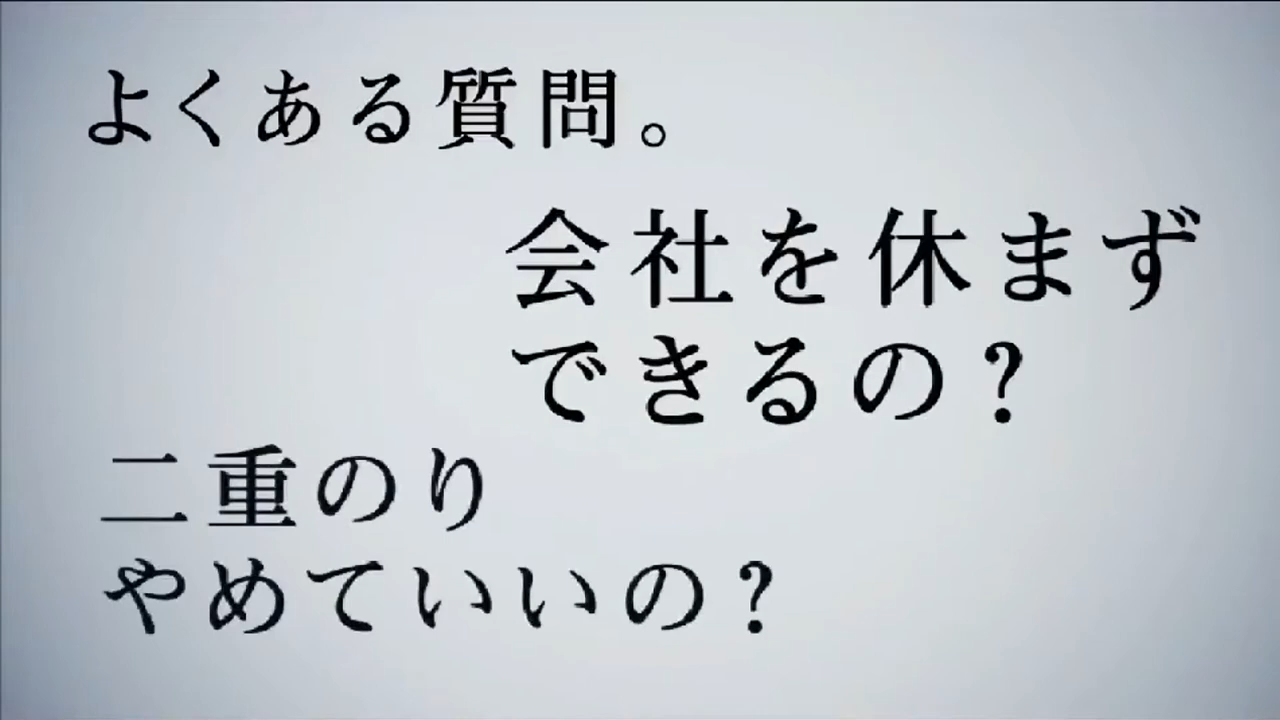 よくある質問。
会社を休まず
できるの?
二重のり
やめていいの?